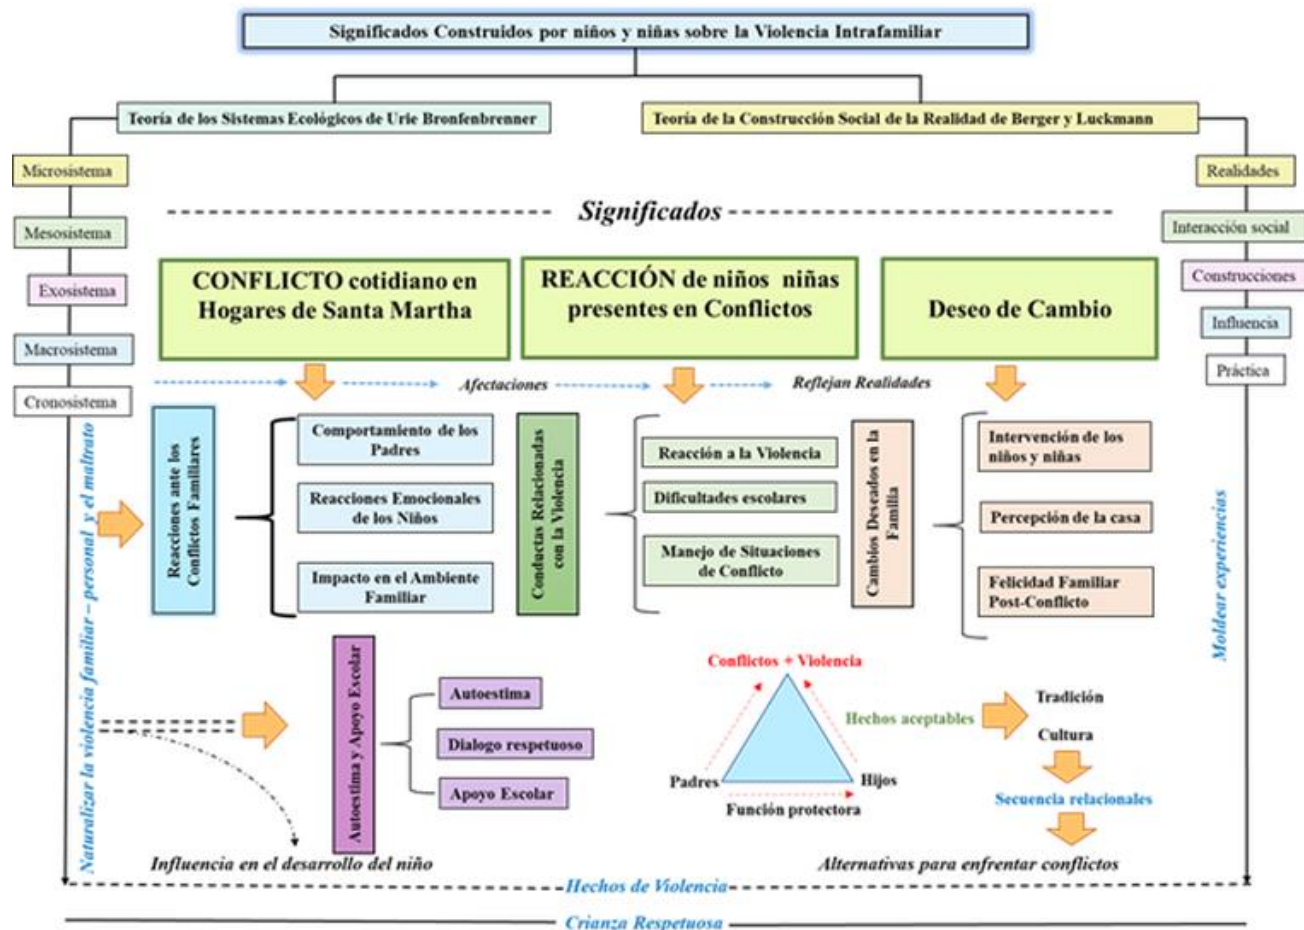 Significados Construidos por niños y niñas sobre la Violencia Intrafamiliar
Teoría de los Sistemas Ecológicos de Urie Bronfenbrenner
Teoría de la Construcción Social de la Realidad de Berger y Luckmann
Microsistema
Mesosistema
Exosistema
Macrosistema
Cronosistema
Realidades
Interacción social
Construcciones
Influencia
Práctica
Significados
CONFLICTO cotidiano en
Hogares de Santa Martha
REACCIÓN de niños niñas
presentes en Conflictos
Deseo de Cambio
Afectaciones
Reflejan Realidades
Naturalizar la violencia familiar – personal y el maltrato
Reacciones ante los
Conflictos Familiares
Comportamiento de los
Padres
Reacciones Emocionales
de los Niños
Impacto en el Ambiente
Familiar
Conductas Relacionadas
con la Violencia
Reacción a la Violencia
Dificultades escolares
Manejo de Situaciones
de Conflicto
Cambios Deseados en la
Familia
Intervención de los
niños y niñas
Percepción de la casa
Felicidad Familiar
Post-Conflicto
Moldear experiencias
Autoestima y Apoyo Escolar
Autoestima
Dialogo respetuoso
Apoyo Escolar
Conflictos + Violencia
Padres
Hijos
Función protectora
Hechos aceptables
Tradición
Cultura
Secuencia relacionales
Influencia en el desarrollo del niño
Alternativas para enfrentar conflictos
Hechos de Violencia
Crianza Respetuosa